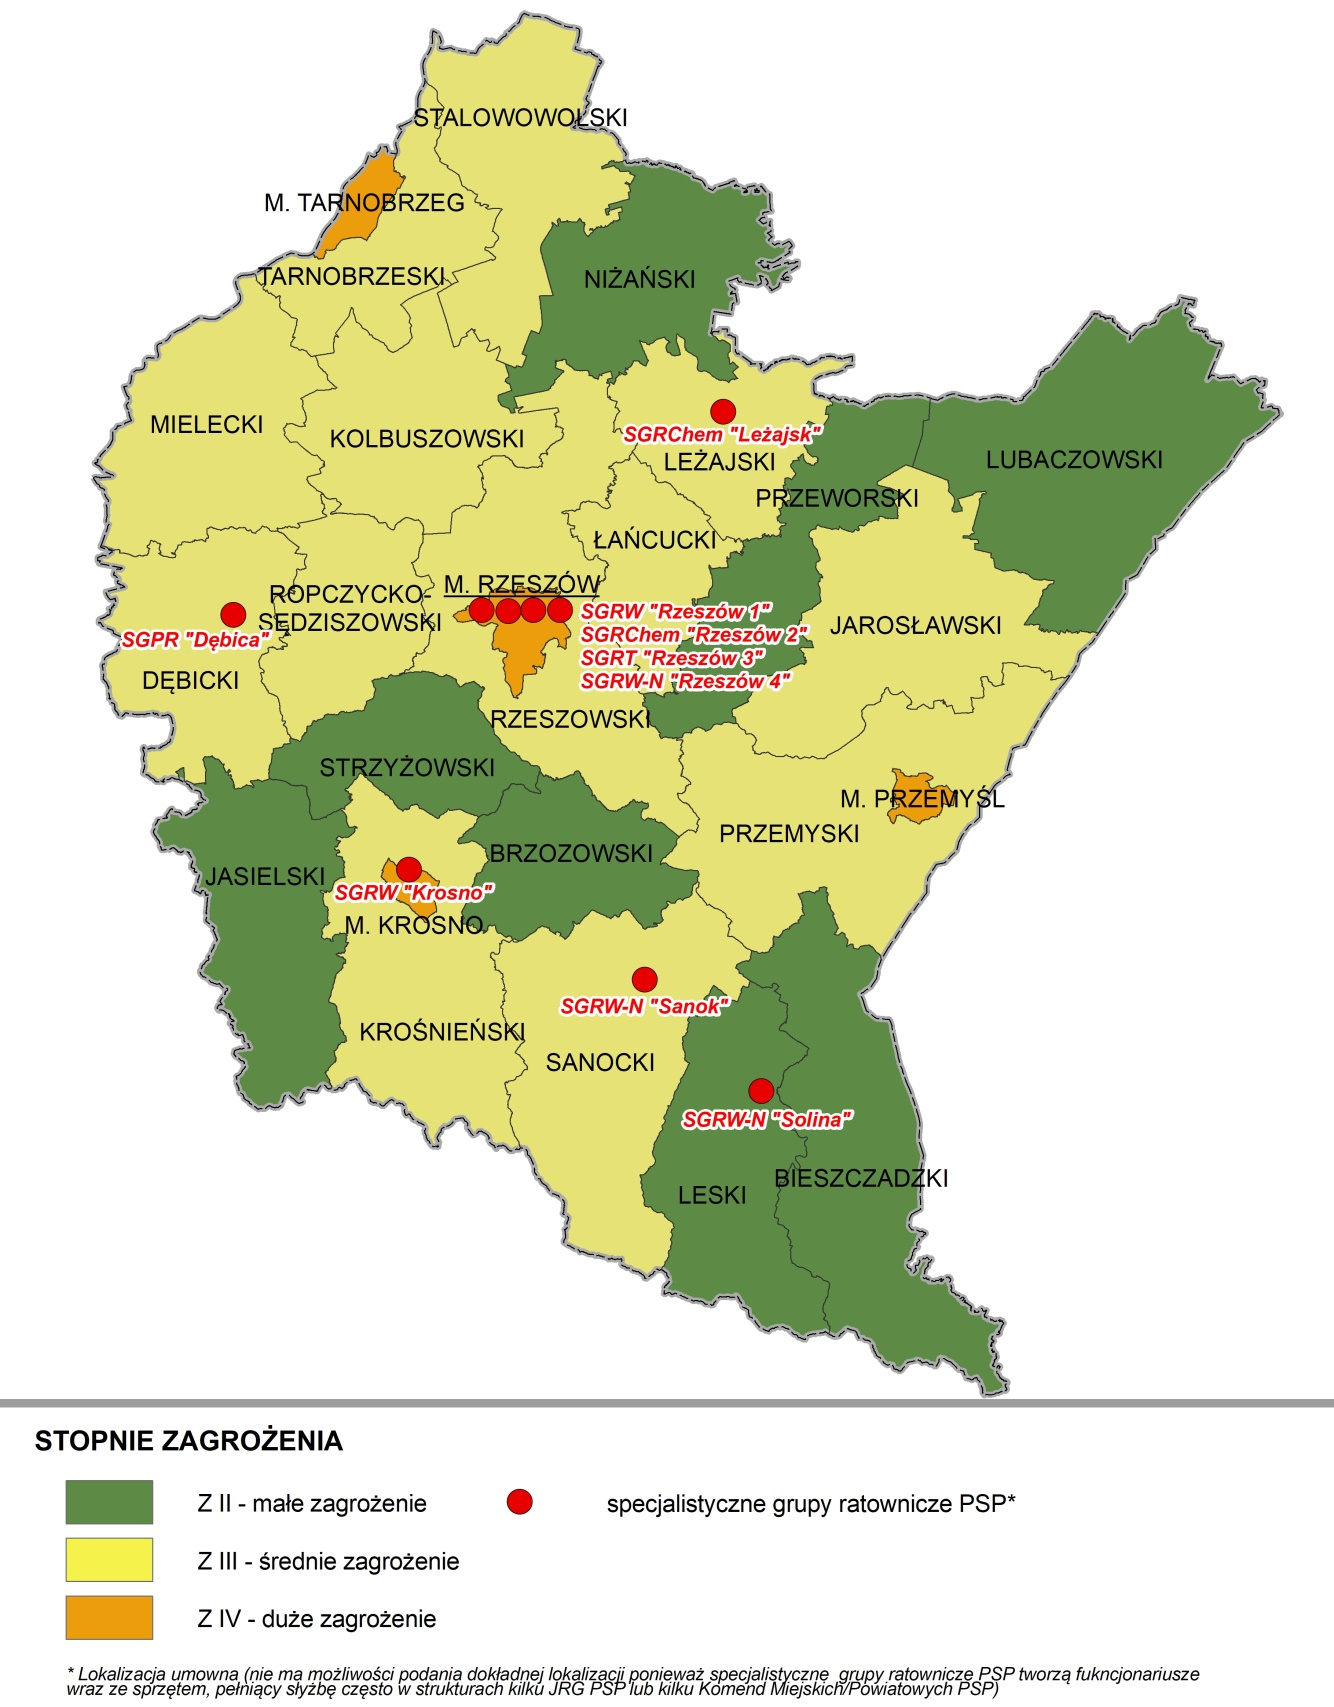 STALOWOWOLSKI
M. TARNOBRZEG
TARNOBRZESKI
NIŻAŃSKI
MIELECKI
KOLBUSZOWSKI
SGRChem "Leżajsk"
LEŻAJSKI
LUBACZOWSKI
PRZEWORSKI
ŁAŃCUCKI
M. RZESZÓW
ROPCZYCKO-
SĘDZISZOWSKI
SGRW "Rzeszów 1"
SGRChem "Rzeszów 2"
SGRT "Rzeszów 3"
SGRW-N "Rzeszów 4"
JAROSŁAWSKI
SGPR "Dębica"
DĘBICKI
RZESZOWSKI
STRZYŻOWSKI
M. PRZEMYŚL
PRZEMYSKI
BRZOZOWSKI
JASIELSKI
SGRW "Krosno"
M. KROSNO
SGRW-N "Sanok"
KROŚNIEŃSKI
SANOCKI
SGRW-N "Solina"
BIESZCZADZKI
LESKI
STOPNIE ZAGROŻENIA
Z II - małe zagrożenie
specjalistyczne grupy ratownicze PSP*
Z III - średnie zagrożenie
Z IV - duże zagrożenie
* Lokalizacja umowna (nie ma możliwości podania dokładnej lokalizacji ponieważ specjalistyczne  grupy ratownicze PSP tworzą fukncjonariusze
wraz ze sprzętem, pełniący słyżbę często w strukturach kilku JRG PSP lub kilku Komend Miejskich/Powiatowych PSP)